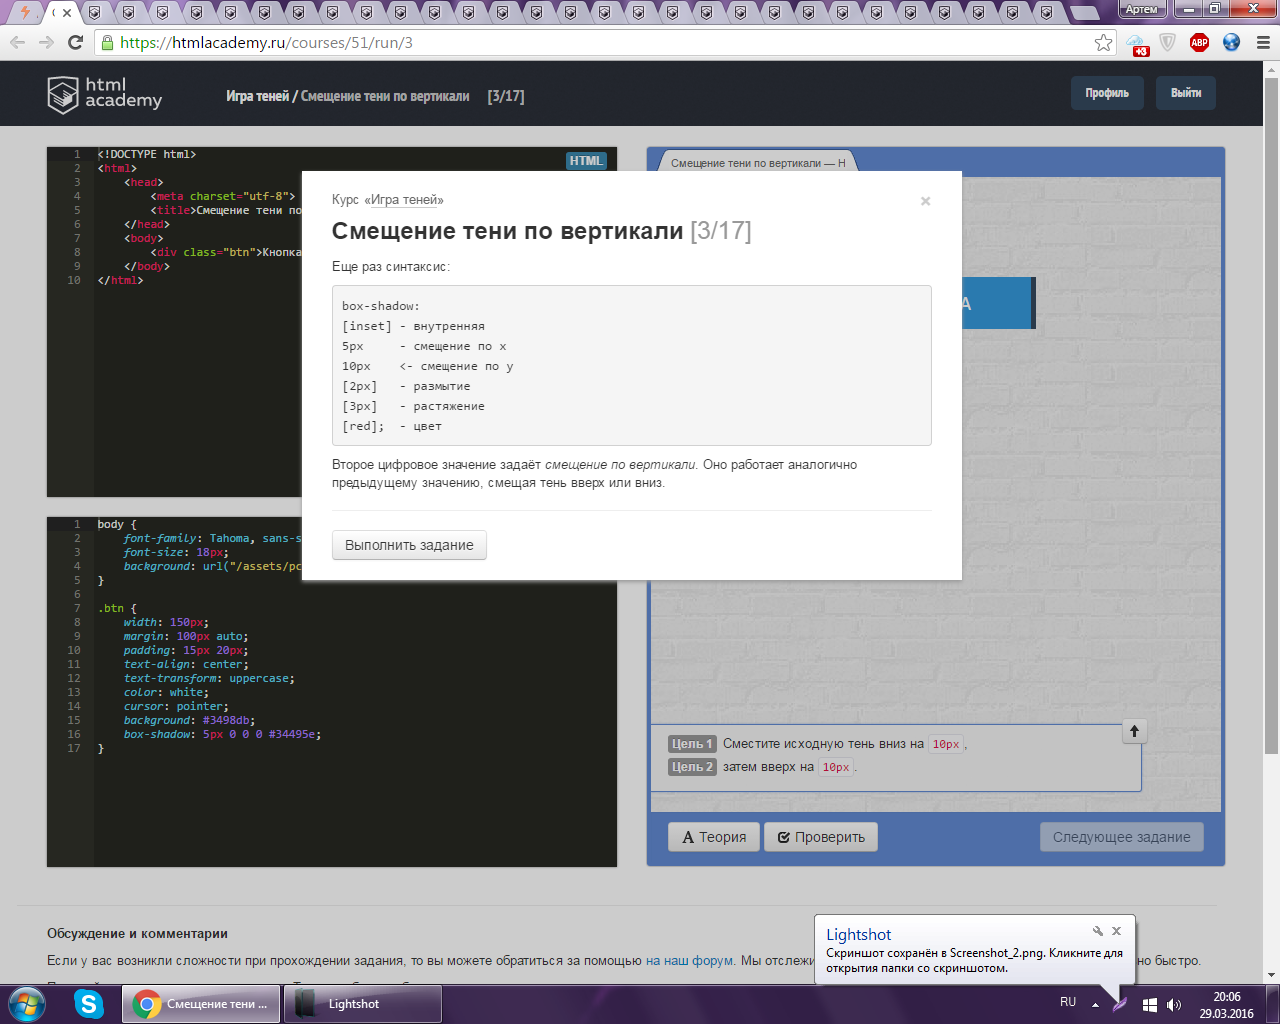 Артем
https://htmlacademy.ru/courses/51/run/3
+3
ABP
html
academy
Игра теней / Смещение тени по вертикали [3/17]
Профиль
Выйти
1 <!DOCTYPE html>
HTML
2 <html>
3 <head>
4 <meta charset="utf-8">
5 <title>Смещение тени по
6 </head>
7 <body>
8 <div class="btn">Кнопка
9 </body>
10 </html>
Смещение тени по вертикали — H
Курс «Игра теней»
×
Смещение тени по вертикали [3/17]
Еще раз синтаксис:
box-shadow:
[inset] - внутренняя
5px - смещение по x
10px <- смещение по y
[2px] - размытие
[3px] - растяжение
[red]; - цвет
Второе цифровое значение задаёт смещение по вертикали. Оно работает аналогично
предыдущему значению, смещая тень вверх или вниз.
Выполнить задание
А
1 body {
2 font-family: Tahoma, sans-s
3 font-size: 18px;
4 background: url("/assets/pc
5 }
6
7 .btn {
8 width: 150px;
9 margin: 100px auto;
10 padding: 15px 20px;
11 text-align: center;
12 text-transform: uppercase;
13 color: white;
14 cursor: pointer;
15 background: #3498db;
16 box-shadow: 5px 0 0 0 #34495e;
17 }
Цель 1 Сместите исходную тень вниз на 10px,
Цель 2 затем вверх на 10px.
Теория
Проверить
Следующее задание
Обсуждение и комментарии
Если у вас возникли сложности при прохождении задания, то вы можете обратиться за помощью на наш форум. Мы отслежи
но быстро.
Lightshot
Скриншот сохранён в Screenshot_2.png. Кликните для
открытия папки со скриншотом.
Смещение тени ...
Lightshot
RU
20:06
29.03.2016